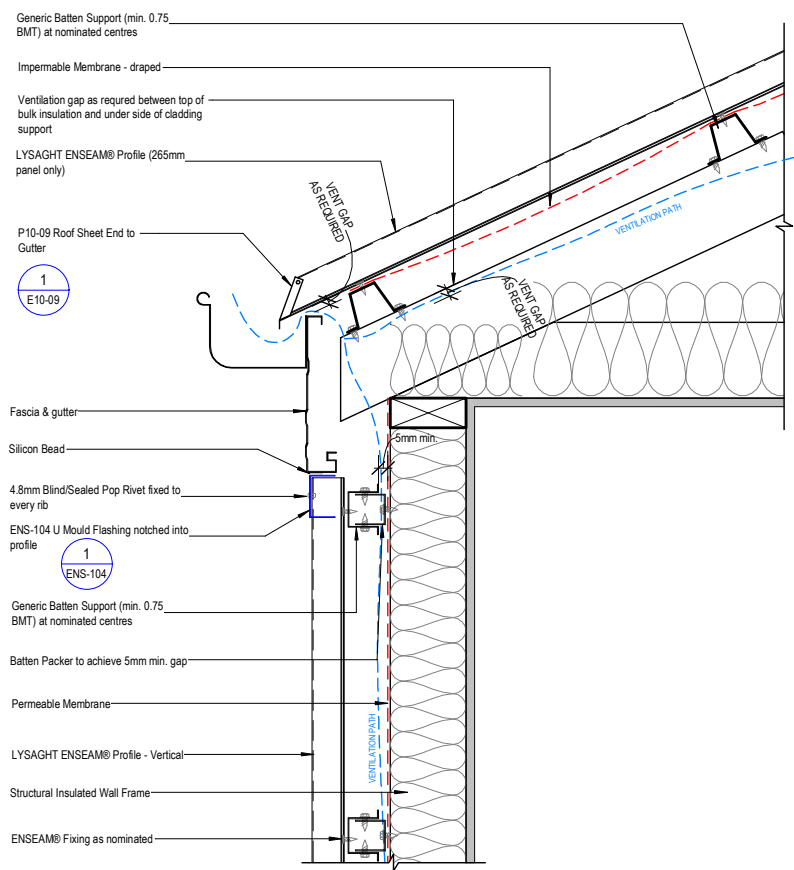 Generic Batten Support (min. 0.75
BMT) at nominated centres
Impermable Membrane - draped
Ventilation gap as requred between top of
bulk insulation and under side of cladding
support
LYSAGHT ENSEAM® Profile (265mm
panel only)
VENT GAP
AS REQUIRED
P10-09 Roof Sheet End to
Gutter
1
E10-09
VENTILATION PATH
VENT GAP
AS REQUIRED
Fascia & gutter
5mm min.
Silicon Bead
4.8mm Blind/Sealed Pop Rivet fixed to
every rib
ENS-104 U Mould Flashing notched into
profile
1
ENS-104
Generic Batten Support (min. 0.75
BMT) at nominated centres
Batten Packer to achieve 5mm min. gap
Permeable Membrane
VENTILATION PATH
LYSAGHT ENSEAM® Profile - Vertical
Structural Insulated Wall Frame
ENSEAM® Fixing as nominated